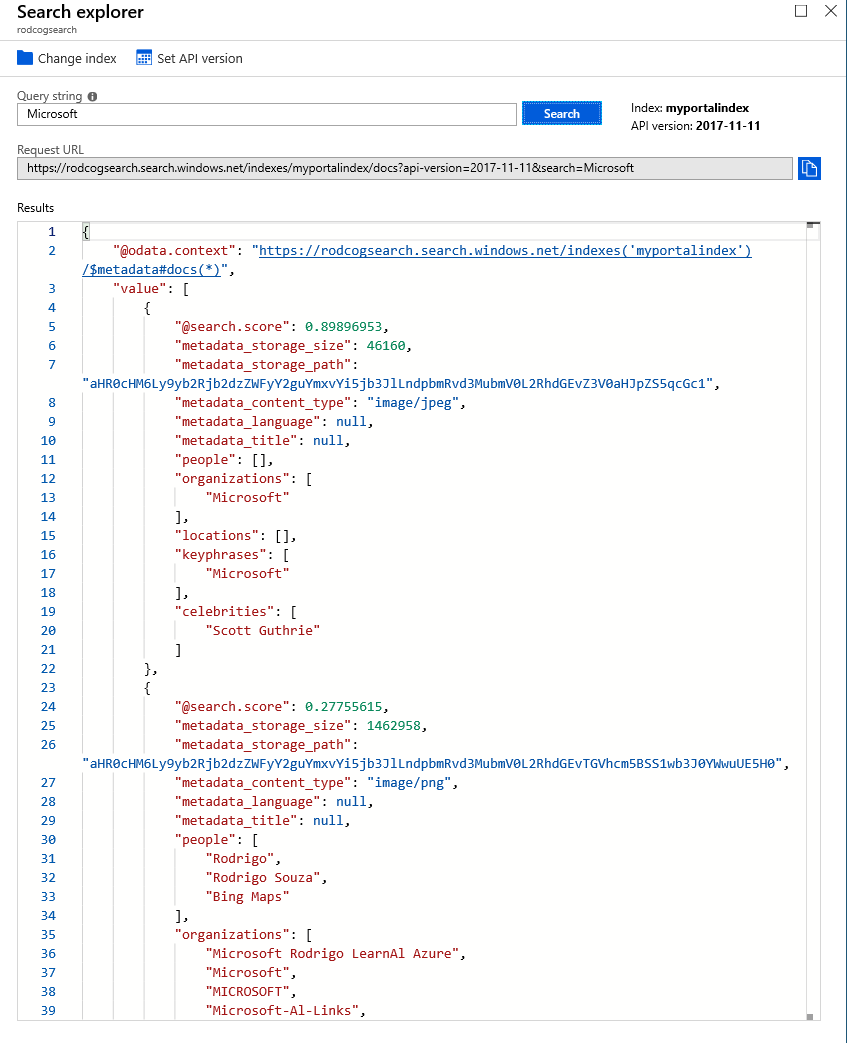 Search explorer
rodcogsearch
Change index
Set API version
Query string
Microsoft
Search
Index: myportalindex
API version: 2017-11-11
Request URL
https://rodcogsearch.search.windows.net/indexes/myportalindex/docs?api-version=2017-11-11&search=Microsoft
Results
1 {
2 "@odata.context": "https://rodcogsearch.search.windows.net/indexes('myportalindex')
/$metadata#docs(*)",
3 "value": [
4 {
5 "@search.score": 0.89896953,
6 "metadata_storage_size": 46160,
7 "metadata_storage_path":
"aHR0cHM6Ly9yb2Rjb2dzZWFyY2guYmxvYi5jb3JlLndpbmRvd3MubmV0L2RhdGEvZ3V0aHJpZS5qcGc1",
8 "metadata_content_type": "image/jpeg",
9 "metadata_language": null,
10 "metadata_title": null,
11 "people": [],
12 "organizations": [
13 "Microsoft"
14 ],
15 "locations": [],
16 "keyphrases": [
17 "Microsoft"
18 ],
19 "celebrities": [
20 "Scott Guthrie"
21 ]
22 },
23 {
24 "@search.score": 0.27755615,
25 "metadata_storage_size": 1462958,
26 "metadata_storage_path":
"aHR0cHM6Ly9yb2Rjb2dzZWFyY2guYmxvYi5jb3JlLndpbmRvd3MubmV0L2RhdGEvTGVhcm5BSS1wb3J0YWwuUE5H0",
27 "metadata_content_type": "image/png",
28 "metadata_language": null,
29 "metadata_title": null,
30 "people": [
31 "Rodrigo",
32 "Rodrigo Souza",
33 "Bing Maps"
34 ],
35 "organizations": [
36 "Microsoft Rodrigo LearnAl Azure",
37 "Microsoft",
38 "MICROSOFT",
39 "Microsoft-Al-Links",